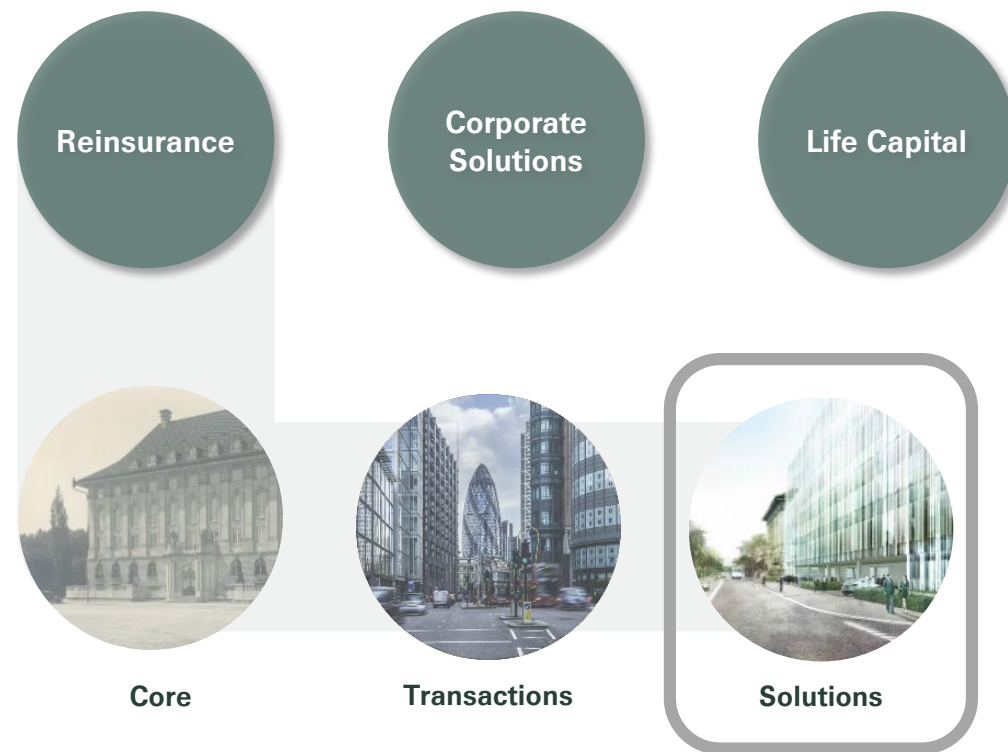 Reinsurance
Corporate
Solutions
Life Capital
Core
Transactions
Solutions